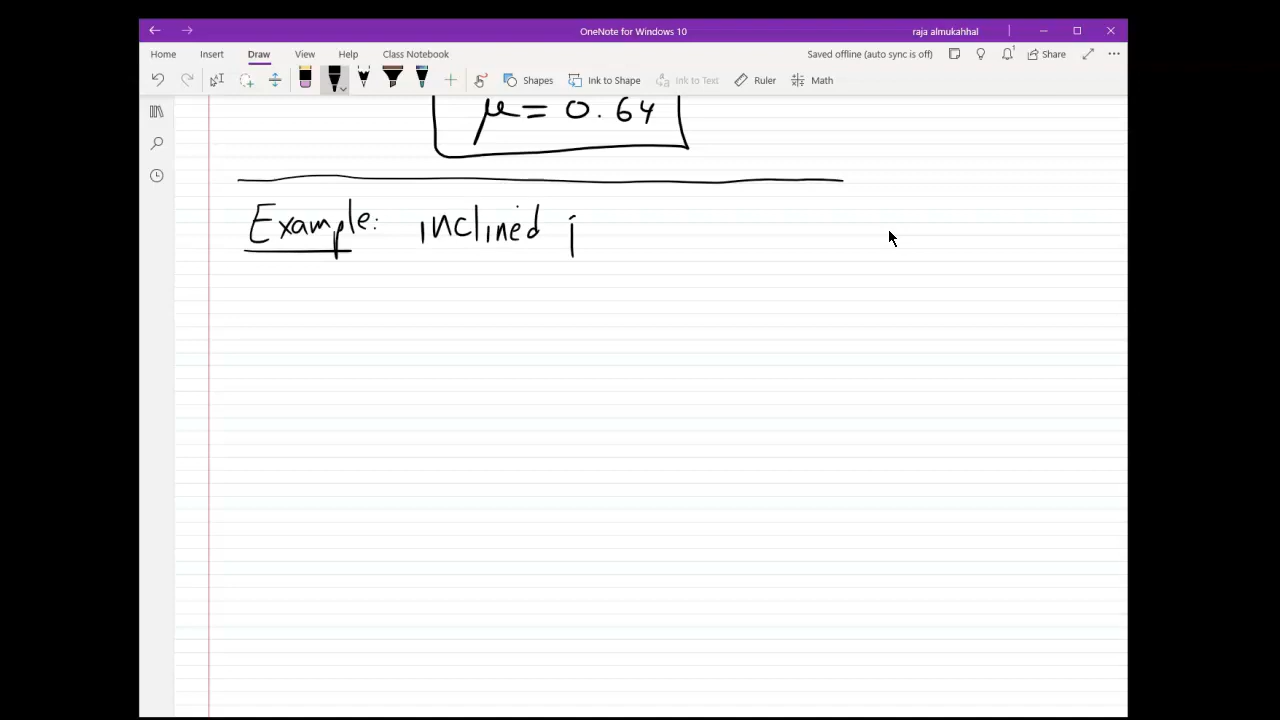 OneNote for Windows 10
raja almukahhal
Home Insert Draw View Help Class Notebook
Saved offline (auto sync is off)
Share
Shapes Ink to Shape Ink to Text Ruler Math
μ = 0.64
Example: inclined